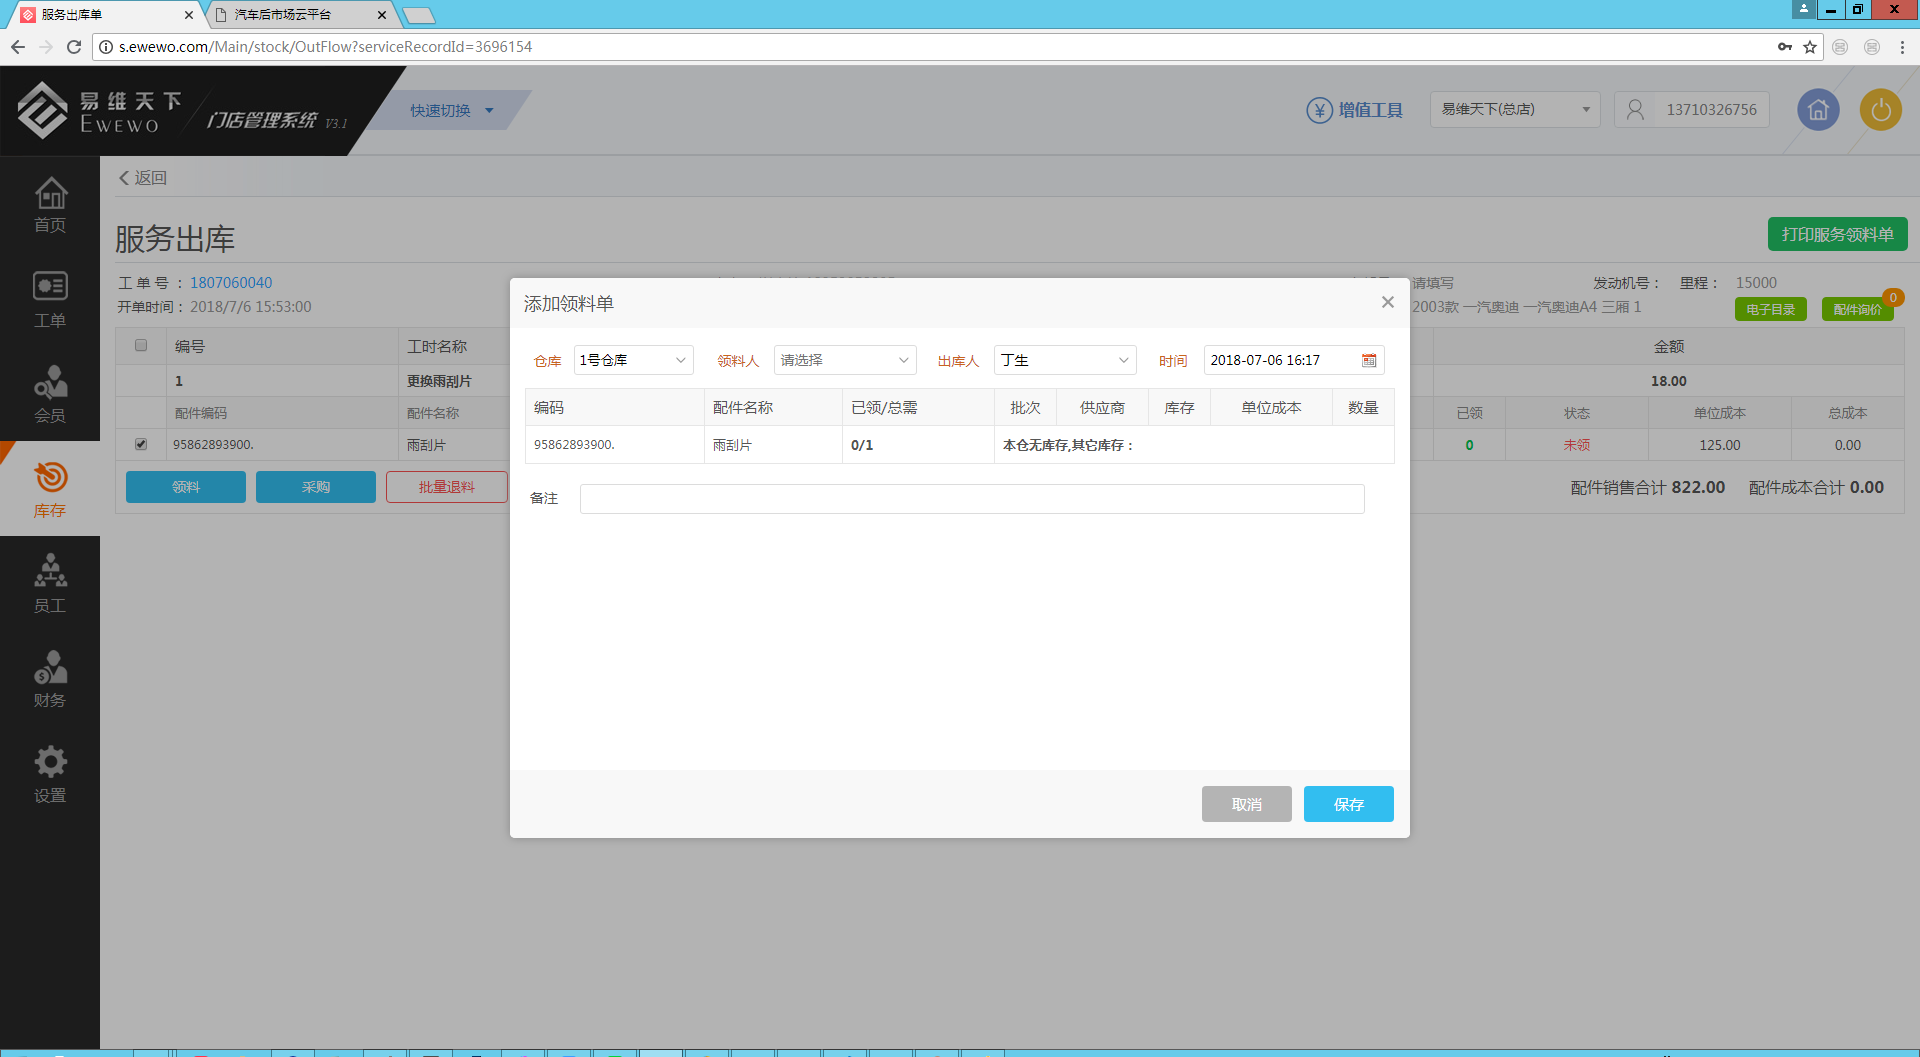 服务出库单
汽车后市场云平台
s.ewewo.com/Main/stock/OutFlow?serviceRecordId=3696154
易维天下
EWEWO
门店管理系统 V3.1
快速切换
增值工具
易维天下(总店)
13710326756
首页
工单
会员
库存
员工
财务
设置
返回
服务出库
打印服务领料单
工单号 : 1807060040
请填写
发动机号：
里程： 15000
开单时间：2018/7/6 15:53:00
2003款 一汽奥迪 一汽奥迪A4 三厢 1
电子目录
配件询价
0
编号
工时名称
金额
1
更换雨刮片
18.00
配件编码
配件名称
已领
状态
单位成本
总成本
95862893900.
雨刮片
0
未领
125.00
0.00
领料
采购
批量退料
配件销售合计 822.00
配件成本合计 0.00
添加领料单
仓库 1号仓库
领料人 请选择
出库人 丁生
时间 2018-07-06 16:17
编码
配件名称
已领/总需
批次
供应商
库存
单位成本
数量
95862893900.
雨刮片
0/1
本仓无库存,其它库存：
备注
取消
保存